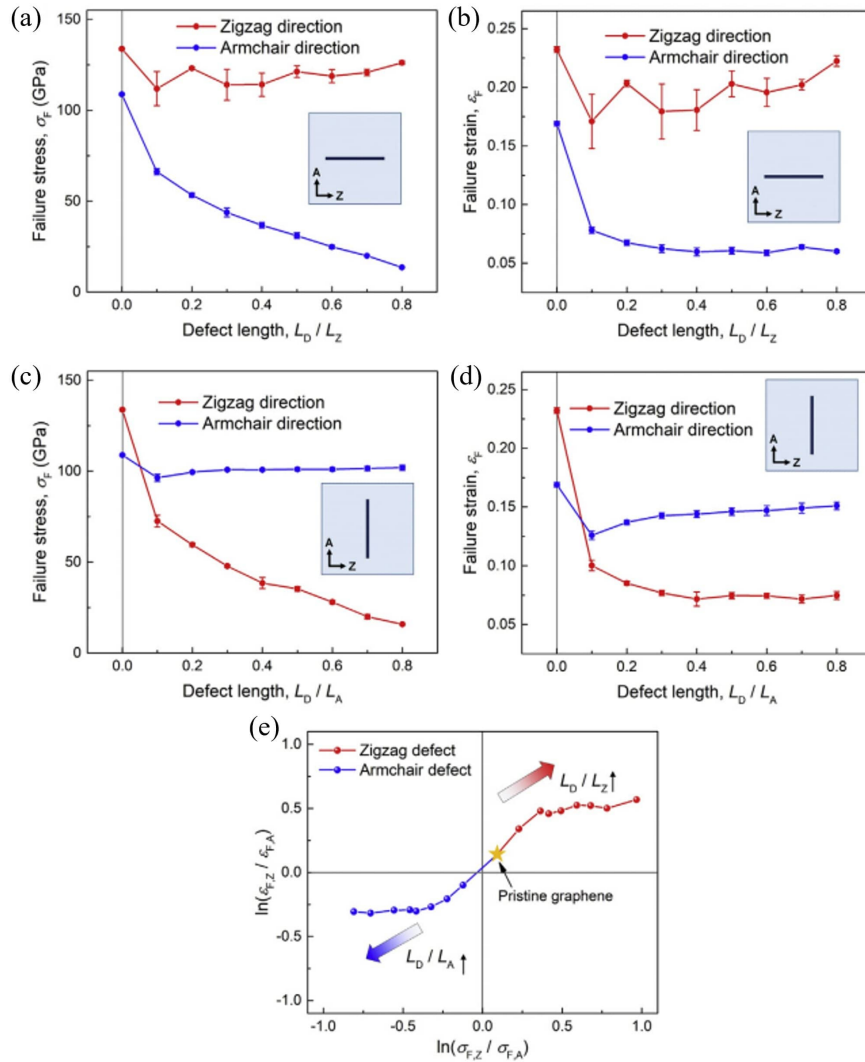 (a)
150
100
50
0
Failure stress, σF (GPa)
Zigzag direction
Armchair direction
A
Z
0.0 0.2 0.4 0.6 0.8
Defect length, LD / LZ
(b)
0.25
0.20
0.15
0.10
0.05
Failure strain, εF
Zigzag direction
Armchair direction
A
Z
0.0 0.2 0.4 0.6 0.8
Defect length, LD / LZ
(c)
150
100
50
0
Failure stress, σF (GPa)
Zigzag direction
Armchair direction
A
Z
0.0 0.2 0.4 0.6 0.8
Defect length, LD / LA
(d)
0.25
0.20
0.15
0.10
0.05
Failure strain, εF
Zigzag direction
Armchair direction
A
Z
0.0 0.2 0.4 0.6 0.8
Defect length, LD / LA
(e)
1.0
0.5
0.0
-0.5
-1.0
ln(εF,Z / εF,A)
Zigzag defect
Armchair defect
LD / LZ↑
Pristine graphene
LD / LA↑
-1.0 -0.5 0.0 0.5 1.0
ln(σF,Z / σF,A)